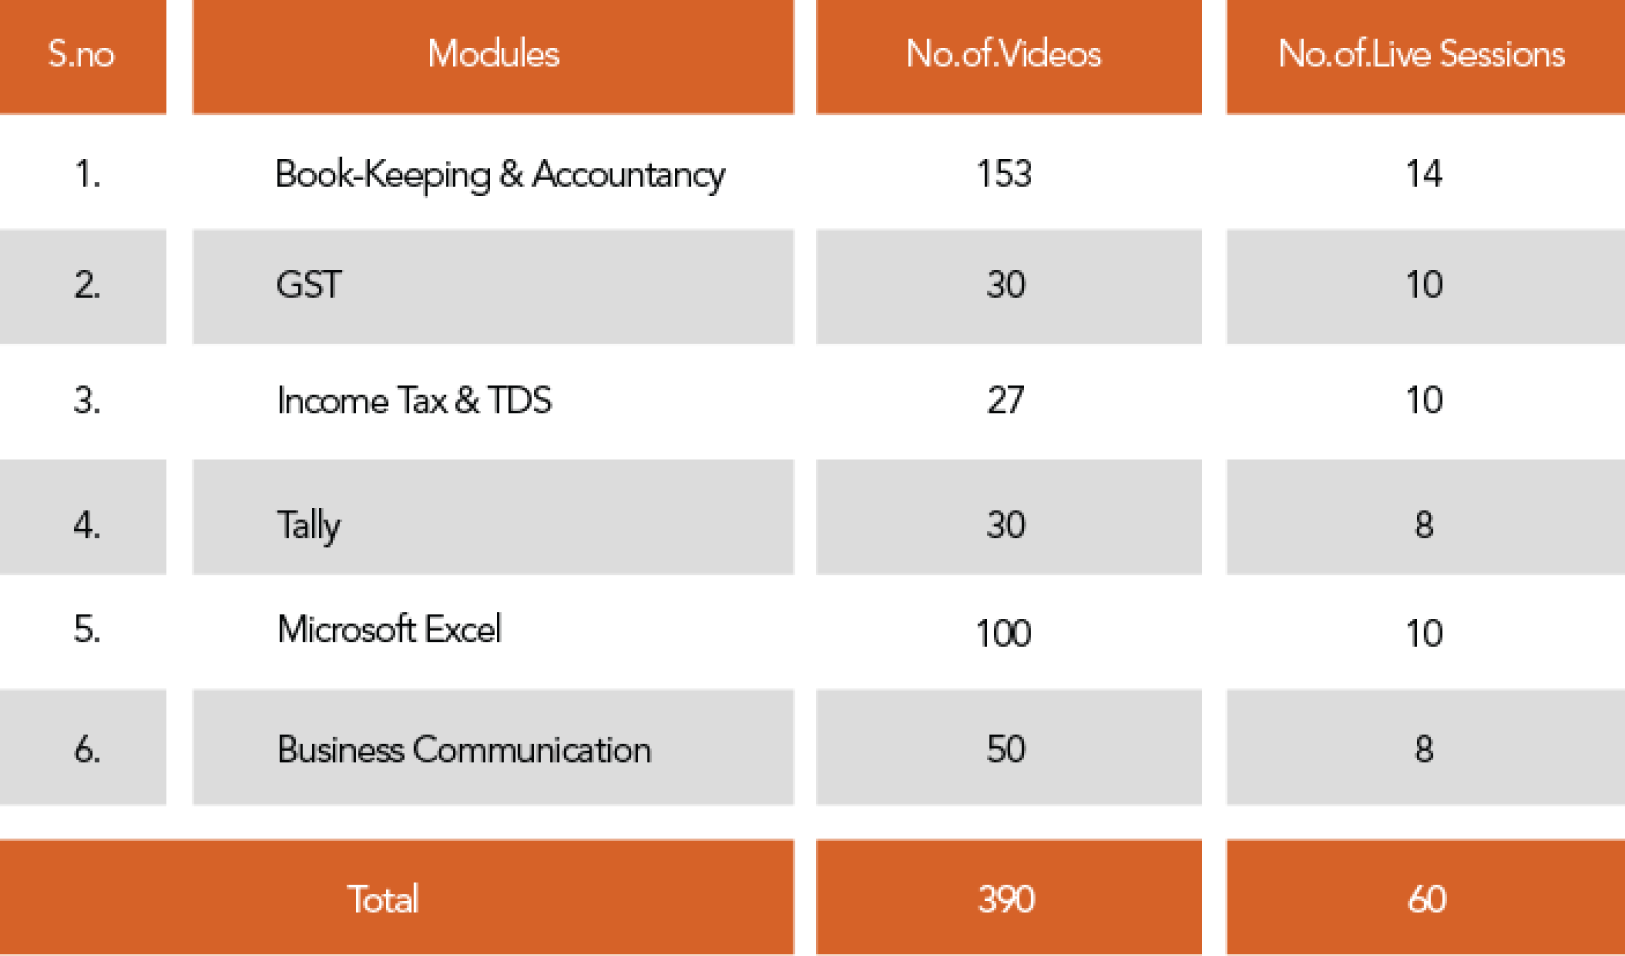 S.no Modules No.of.Videos No.of.Live Sessions
1. Book-Keeping & Accountancy 153 14
2. GST 30 10
3. Income Tax & TDS 27 10
4. Tally 30 8
5. Microsoft Excel 100 10
6. Business Communication 50 8
Total 390 60